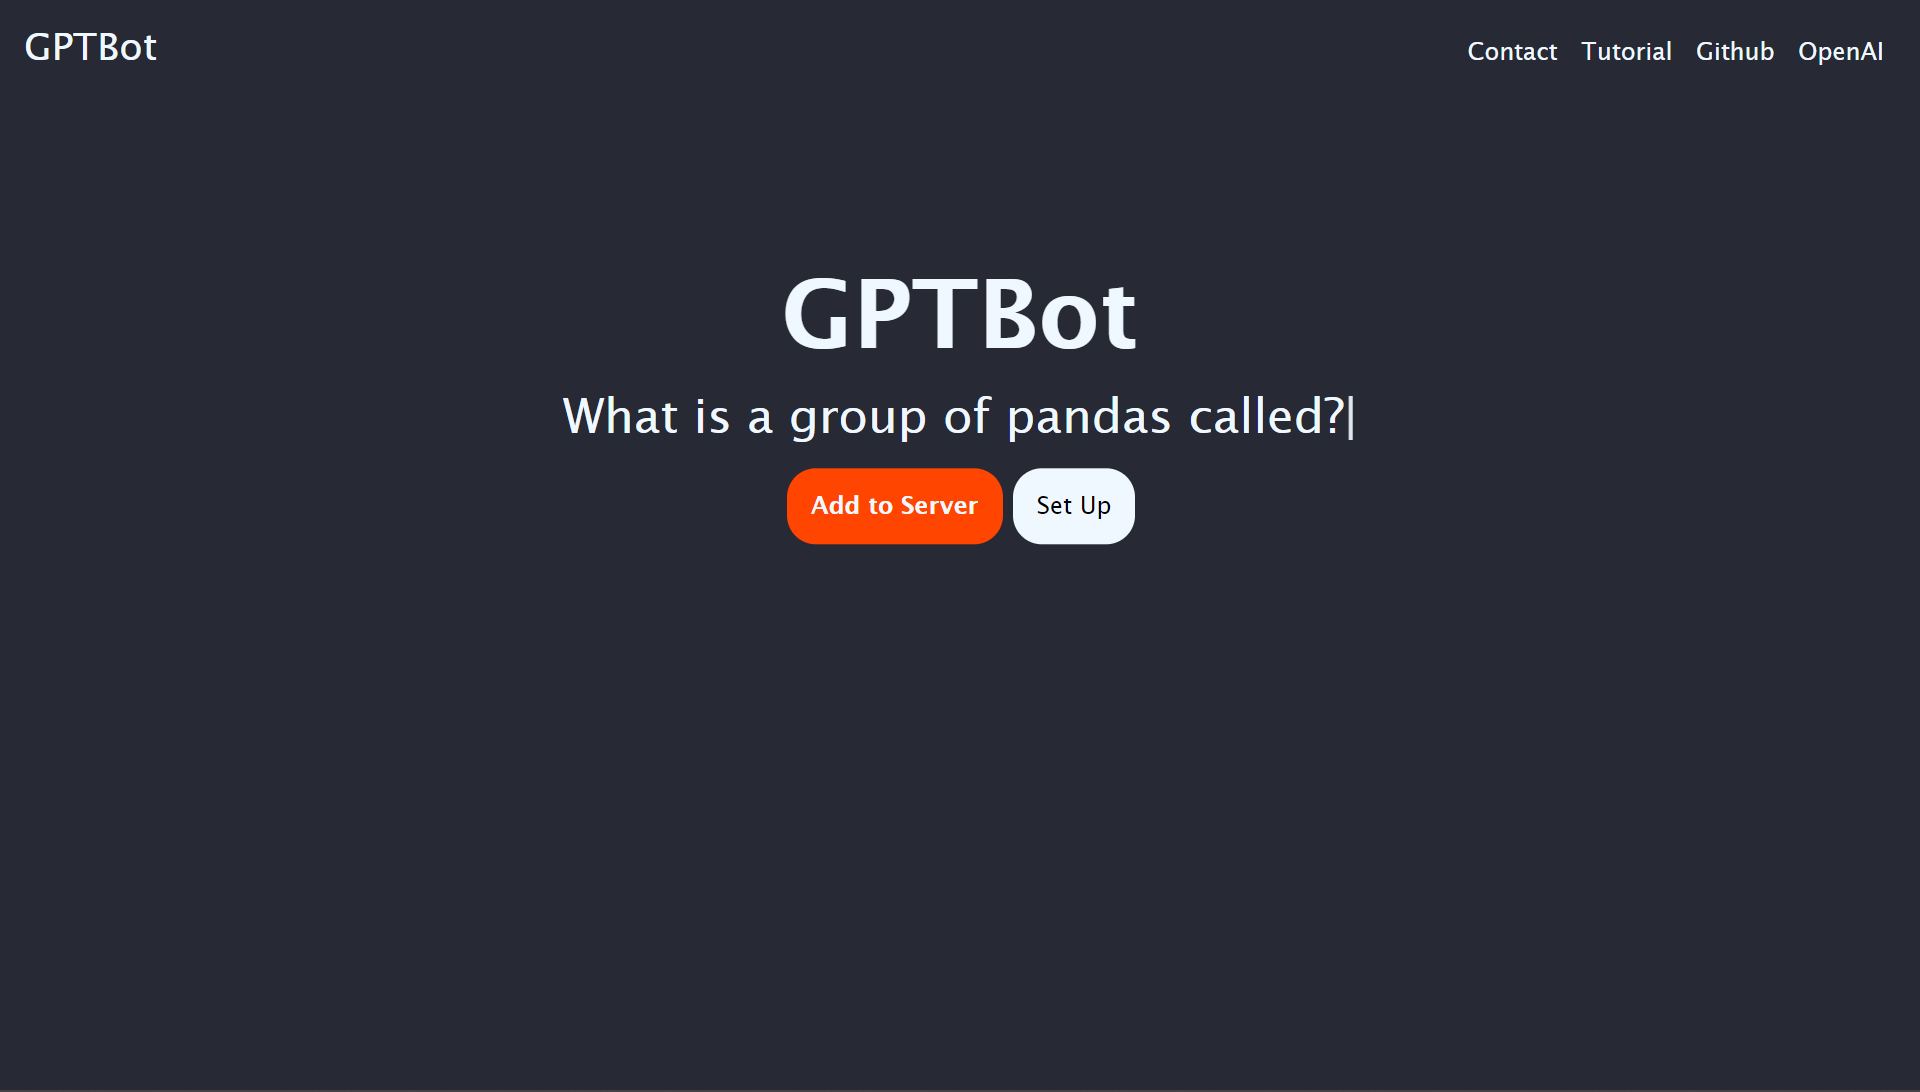 GPTBot
Contact Tutorial Github OpenAI
GPTBot
What is a group of pandas called?|
Add to Server
Set Up